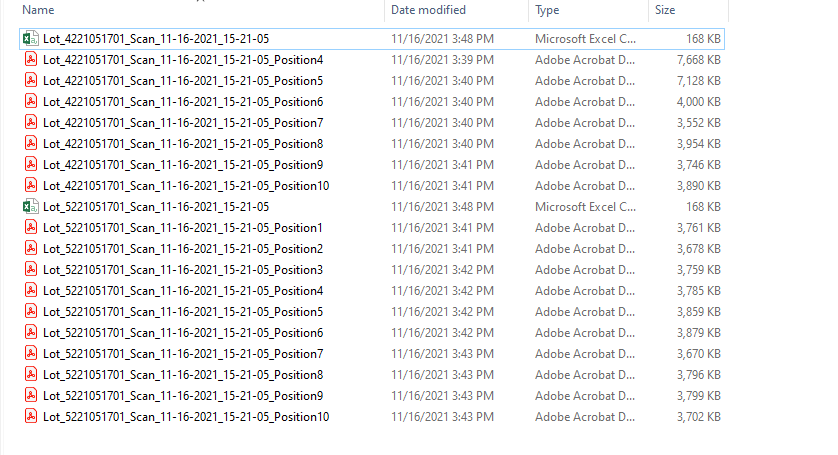 Name Date modified Type Size
Lot_4221051701_Scan_11-16-2021_15-21-05 11/16/2021 3:48 PM Microsoft Excel C... 168 KB
Lot_4221051701_Scan_11-16-2021_15-21-05_Position4 11/16/2021 3:39 PM Adobe Acrobat D... 7,668 KB
Lot_4221051701_Scan_11-16-2021_15-21-05_Position5 11/16/2021 3:40 PM Adobe Acrobat D... 7,128 KB
Lot_4221051701_Scan_11-16-2021_15-21-05_Position6 11/16/2021 3:40 PM Adobe Acrobat D... 4,000 KB
Lot_4221051701_Scan_11-16-2021_15-21-05_Position7 11/16/2021 3:40 PM Adobe Acrobat D... 3,552 KB
Lot_4221051701_Scan_11-16-2021_15-21-05_Position8 11/16/2021 3:40 PM Adobe Acrobat D... 3,954 KB
Lot_4221051701_Scan_11-16-2021_15-21-05_Position9 11/16/2021 3:41 PM Adobe Acrobat D... 3,746 KB
Lot_4221051701_Scan_11-16-2021_15-21-05_Position10 11/16/2021 3:41 PM Adobe Acrobat D... 3,890 KB
Lot_5221051701_Scan_11-16-2021_15-21-05 11/16/2021 3:48 PM Microsoft Excel C... 168 KB
Lot_5221051701_Scan_11-16-2021_15-21-05_Position1 11/16/2021 3:41 PM Adobe Acrobat D... 3,761 KB
Lot_5221051701_Scan_11-16-2021_15-21-05_Position2 11/16/2021 3:41 PM Adobe Acrobat D... 3,678 KB
Lot_5221051701_Scan_11-16-2021_15-21-05_Position3 11/16/2021 3:42 PM Adobe Acrobat D... 3,759 KB
Lot_5221051701_Scan_11-16-2021_15-21-05_Position4 11/16/2021 3:42 PM Adobe Acrobat D... 3,785 KB
Lot_5221051701_Scan_11-16-2021_15-21-05_Position5 11/16/2021 3:42 PM Adobe Acrobat D... 3,859 KB
Lot_5221051701_Scan_11-16-2021_15-21-05_Position6 11/16/2021 3:42 PM Adobe Acrobat D... 3,879 KB
Lot_5221051701_Scan_11-16-2021_15-21-05_Position7 11/16/2021 3:43 PM Adobe Acrobat D... 3,670 KB
Lot_5221051701_Scan_11-16-2021_15-21-05_Position8 11/16/2021 3:43 PM Adobe Acrobat D... 3,796 KB
Lot_5221051701_Scan_11-16-2021_15-21-05_Position9 11/16/2021 3:43 PM Adobe Acrobat D... 3,799 KB
Lot_5221051701_Scan_11-16-2021_15-21-05_Position10 11/16/2021 3:43 PM Adobe Acrobat D... 3,702 KB